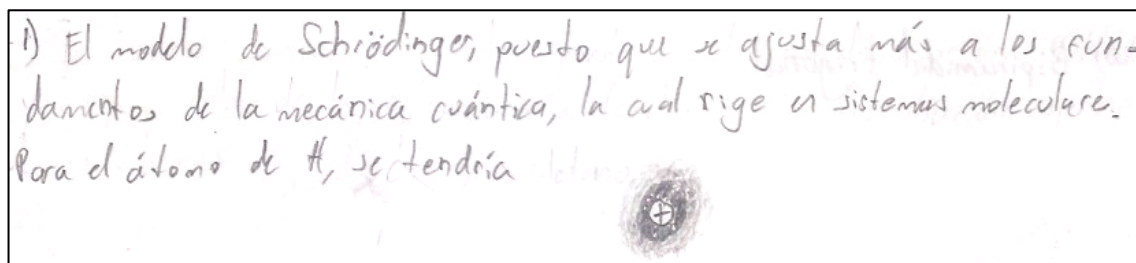 1) El modelo de Schrödinger, puesto que se ajusta más a los fun-
damentos de la mecánica cuántica, la cual rige en sistemas moleculare.
Para el átomo de H, se tendría
+